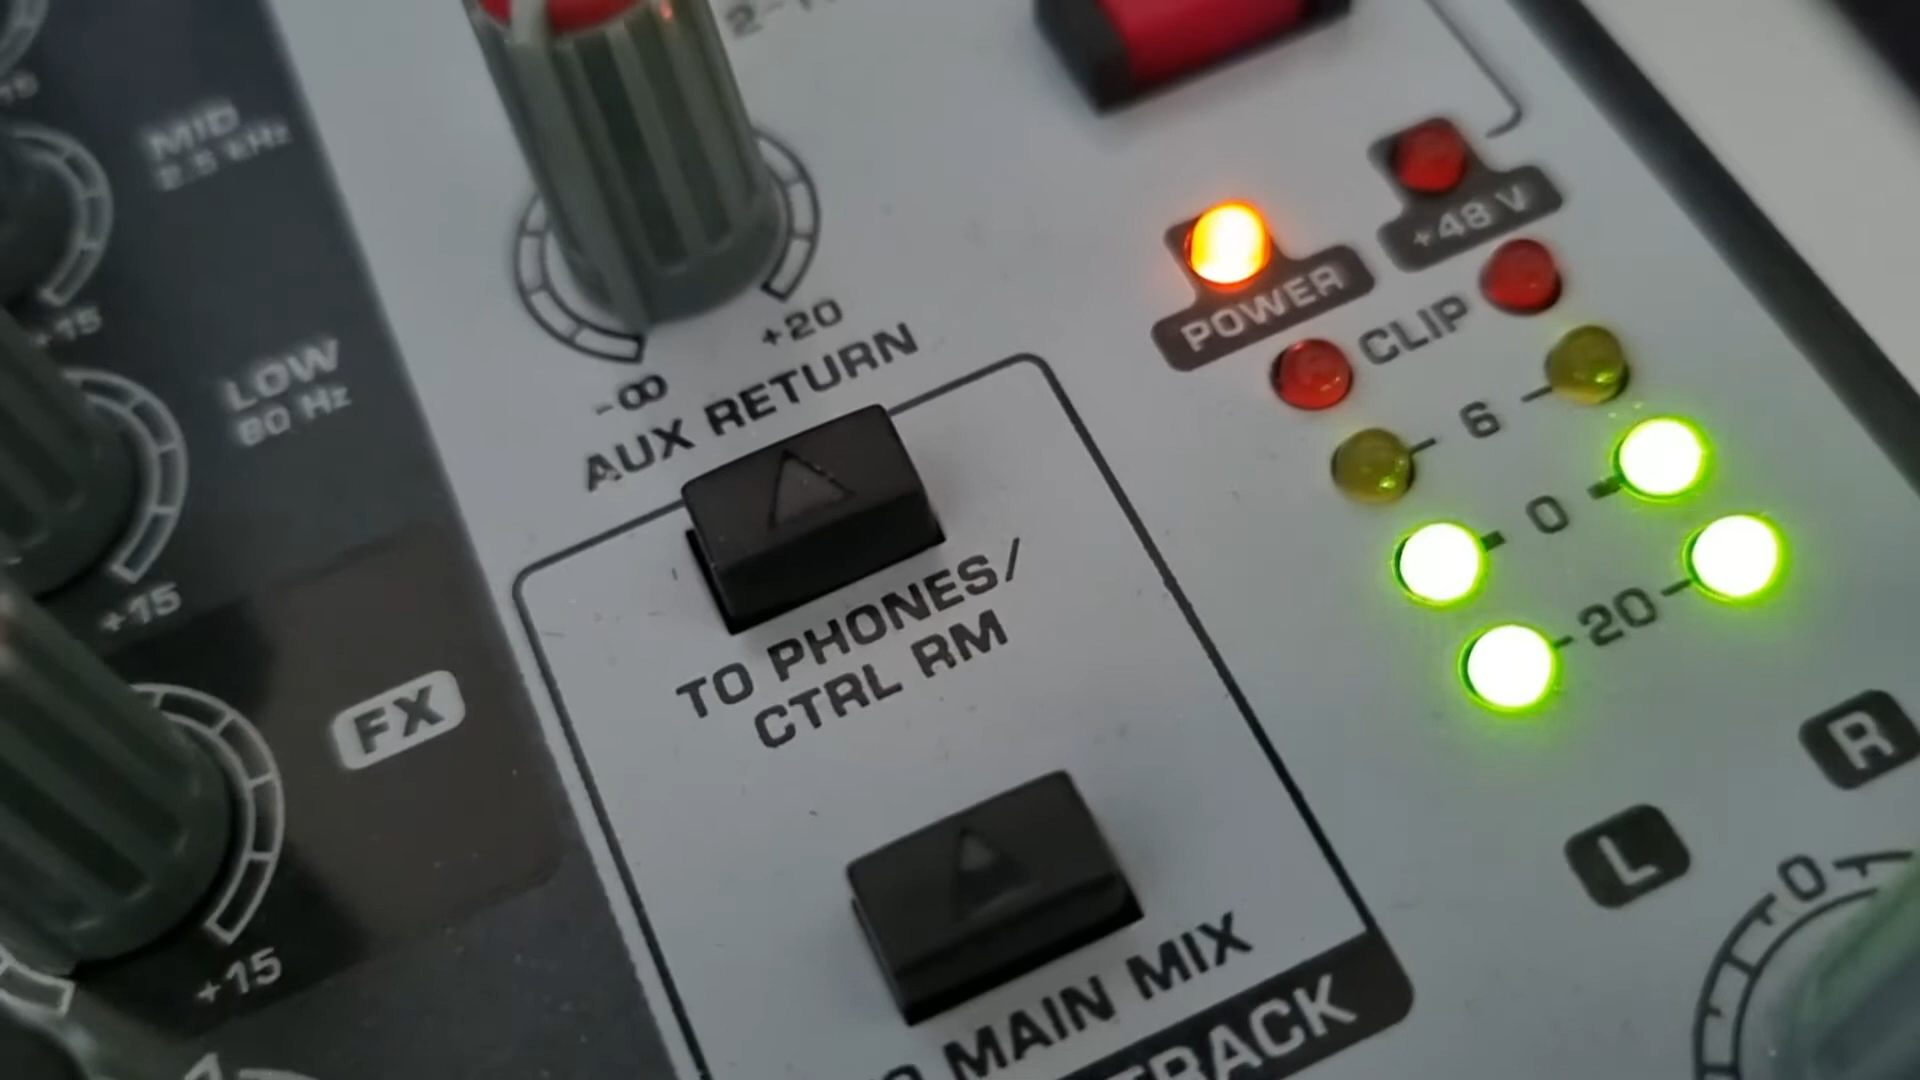 MID
2.5 kHz
+15
LOW
80 Hz
+15
FX
+15
-∞
+20
AUX RETURN
TO PHONES/
CTRL RM
MAIN MIX
TRACK
+48 V
POWER
CLIP
6
0
20
L
R
0